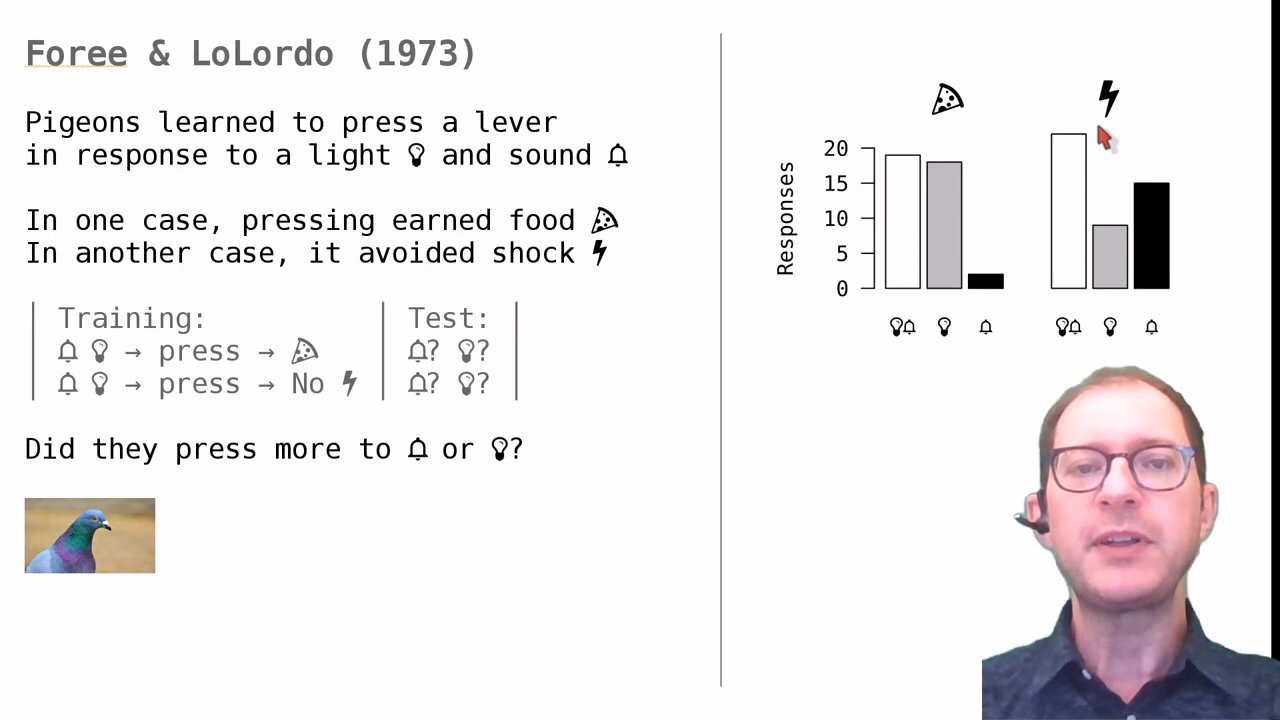 Foree & LoLordo (1973)
Pigeons learned to press a lever
in response to a light and sound
In one case, pressing earned food
In another case, it avoided shock
Training:
→ press →
→ press → No
Test:
? ?
? ?
Did they press more to or ?
Responses
20
15
10
5
0